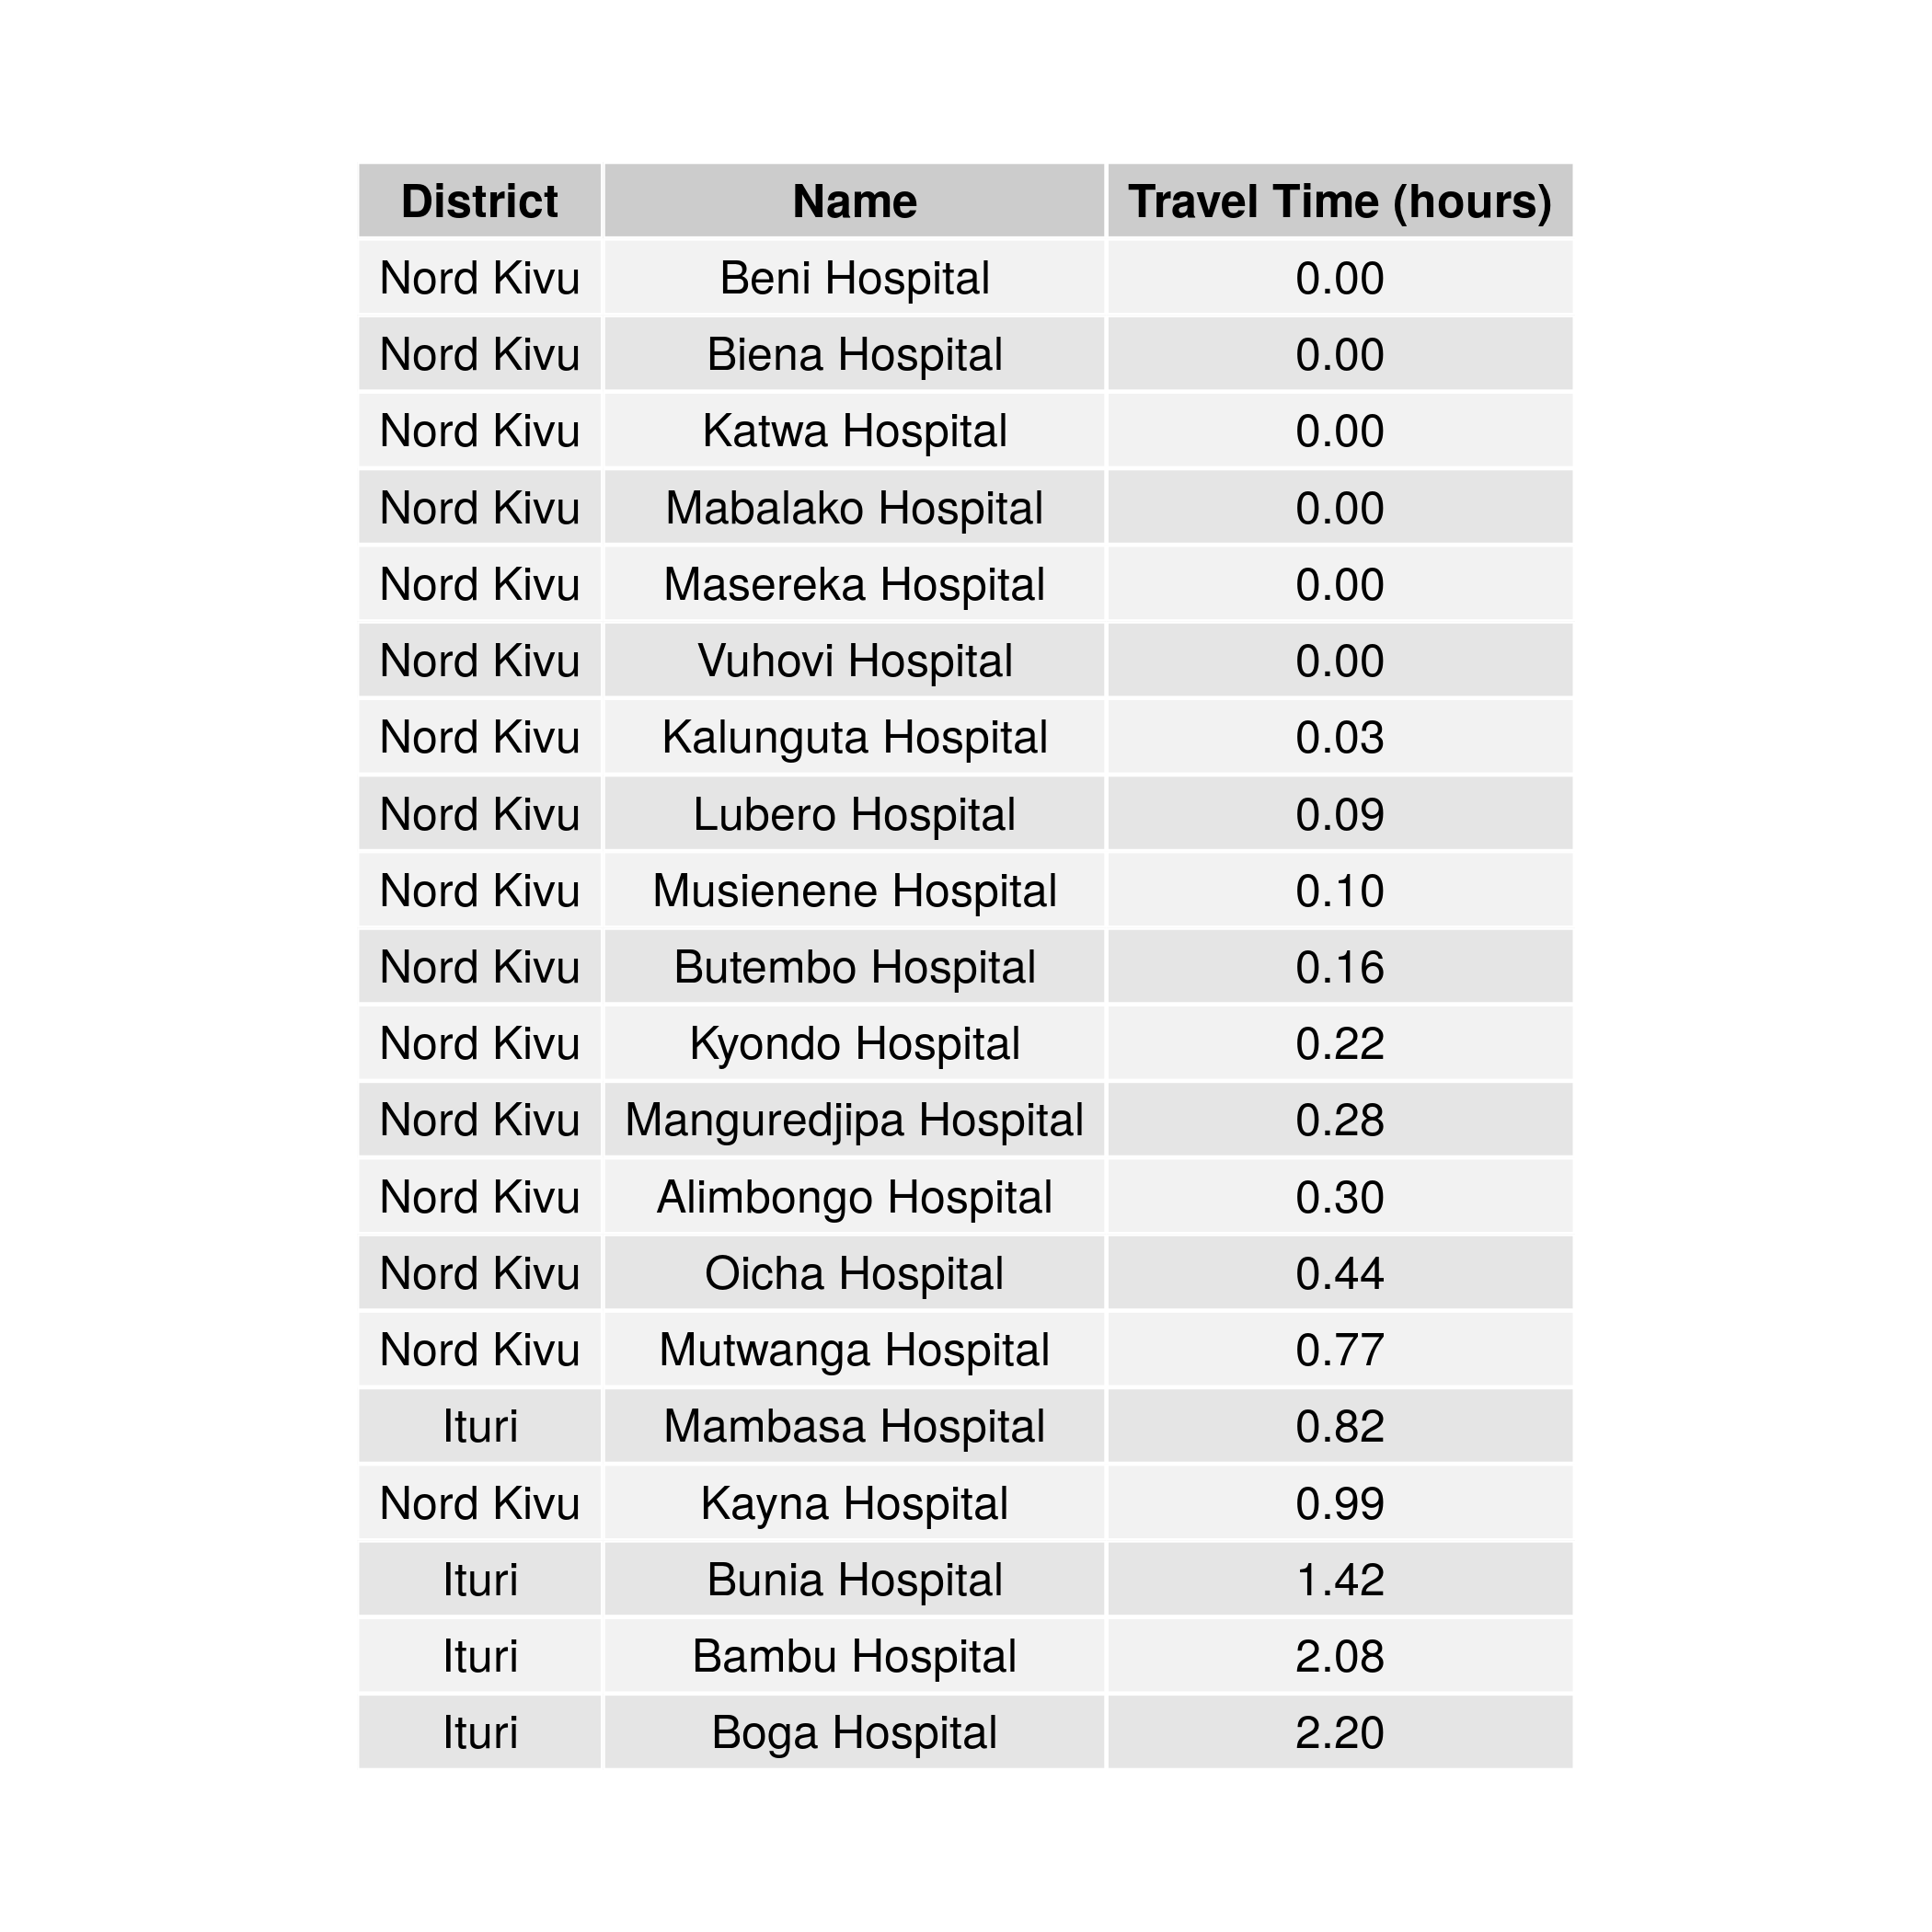 District Name Travel Time (hours)
Nord Kivu Beni Hospital 0.00
Nord Kivu Biena Hospital 0.00
Nord Kivu Katwa Hospital 0.00
Nord Kivu Mabalako Hospital 0.00
Nord Kivu Masereka Hospital 0.00
Nord Kivu Vuhovi Hospital 0.00
Nord Kivu Kalunguta Hospital 0.03
Nord Kivu Lubero Hospital 0.09
Nord Kivu Musienene Hospital 0.10
Nord Kivu Butembo Hospital 0.16
Nord Kivu Kyondo Hospital 0.22
Nord Kivu Manguredjipa Hospital 0.28
Nord Kivu Alimbongo Hospital 0.30
Nord Kivu Oicha Hospital 0.44
Nord Kivu Mutwanga Hospital 0.77
Ituri Mambasa Hospital 0.82
Nord Kivu Kayna Hospital 0.99
Ituri Bunia Hospital 1.42
Ituri Bambu Hospital 2.08
Ituri Boga Hospital 2.20